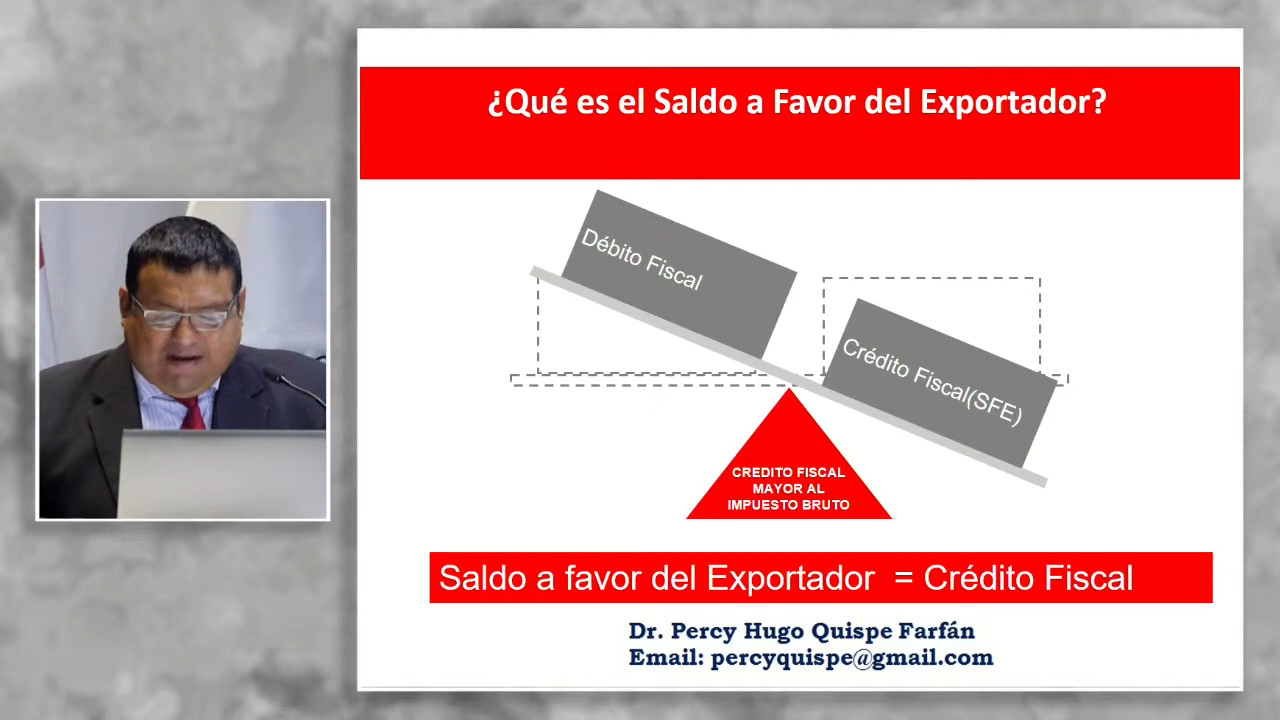 ¿Qué es el Saldo a Favor del Exportador?
Débito Fiscal
Crédito Fiscal(SFE)
CREDITO FISCAL
MAYOR AL
IMPUESTO BRUTO
Saldo a favor del Exportador = Crédito Fiscal
Dr. Percy Hugo Quispe Farfán
Email: percyquispe@gmail.com